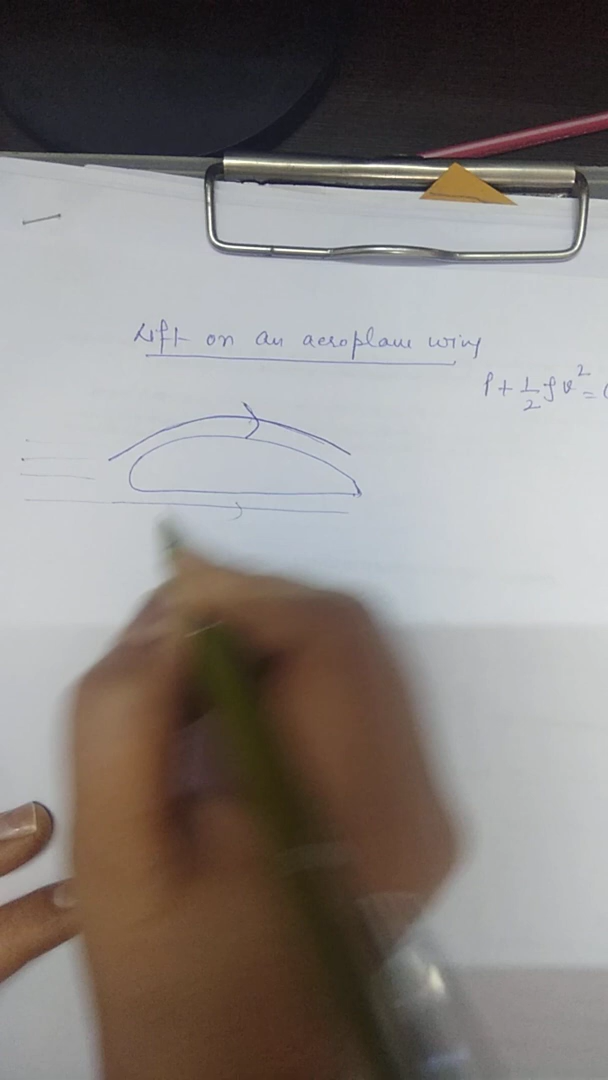 Lift on an aeroplane wing
P + 1/2 ρv² =